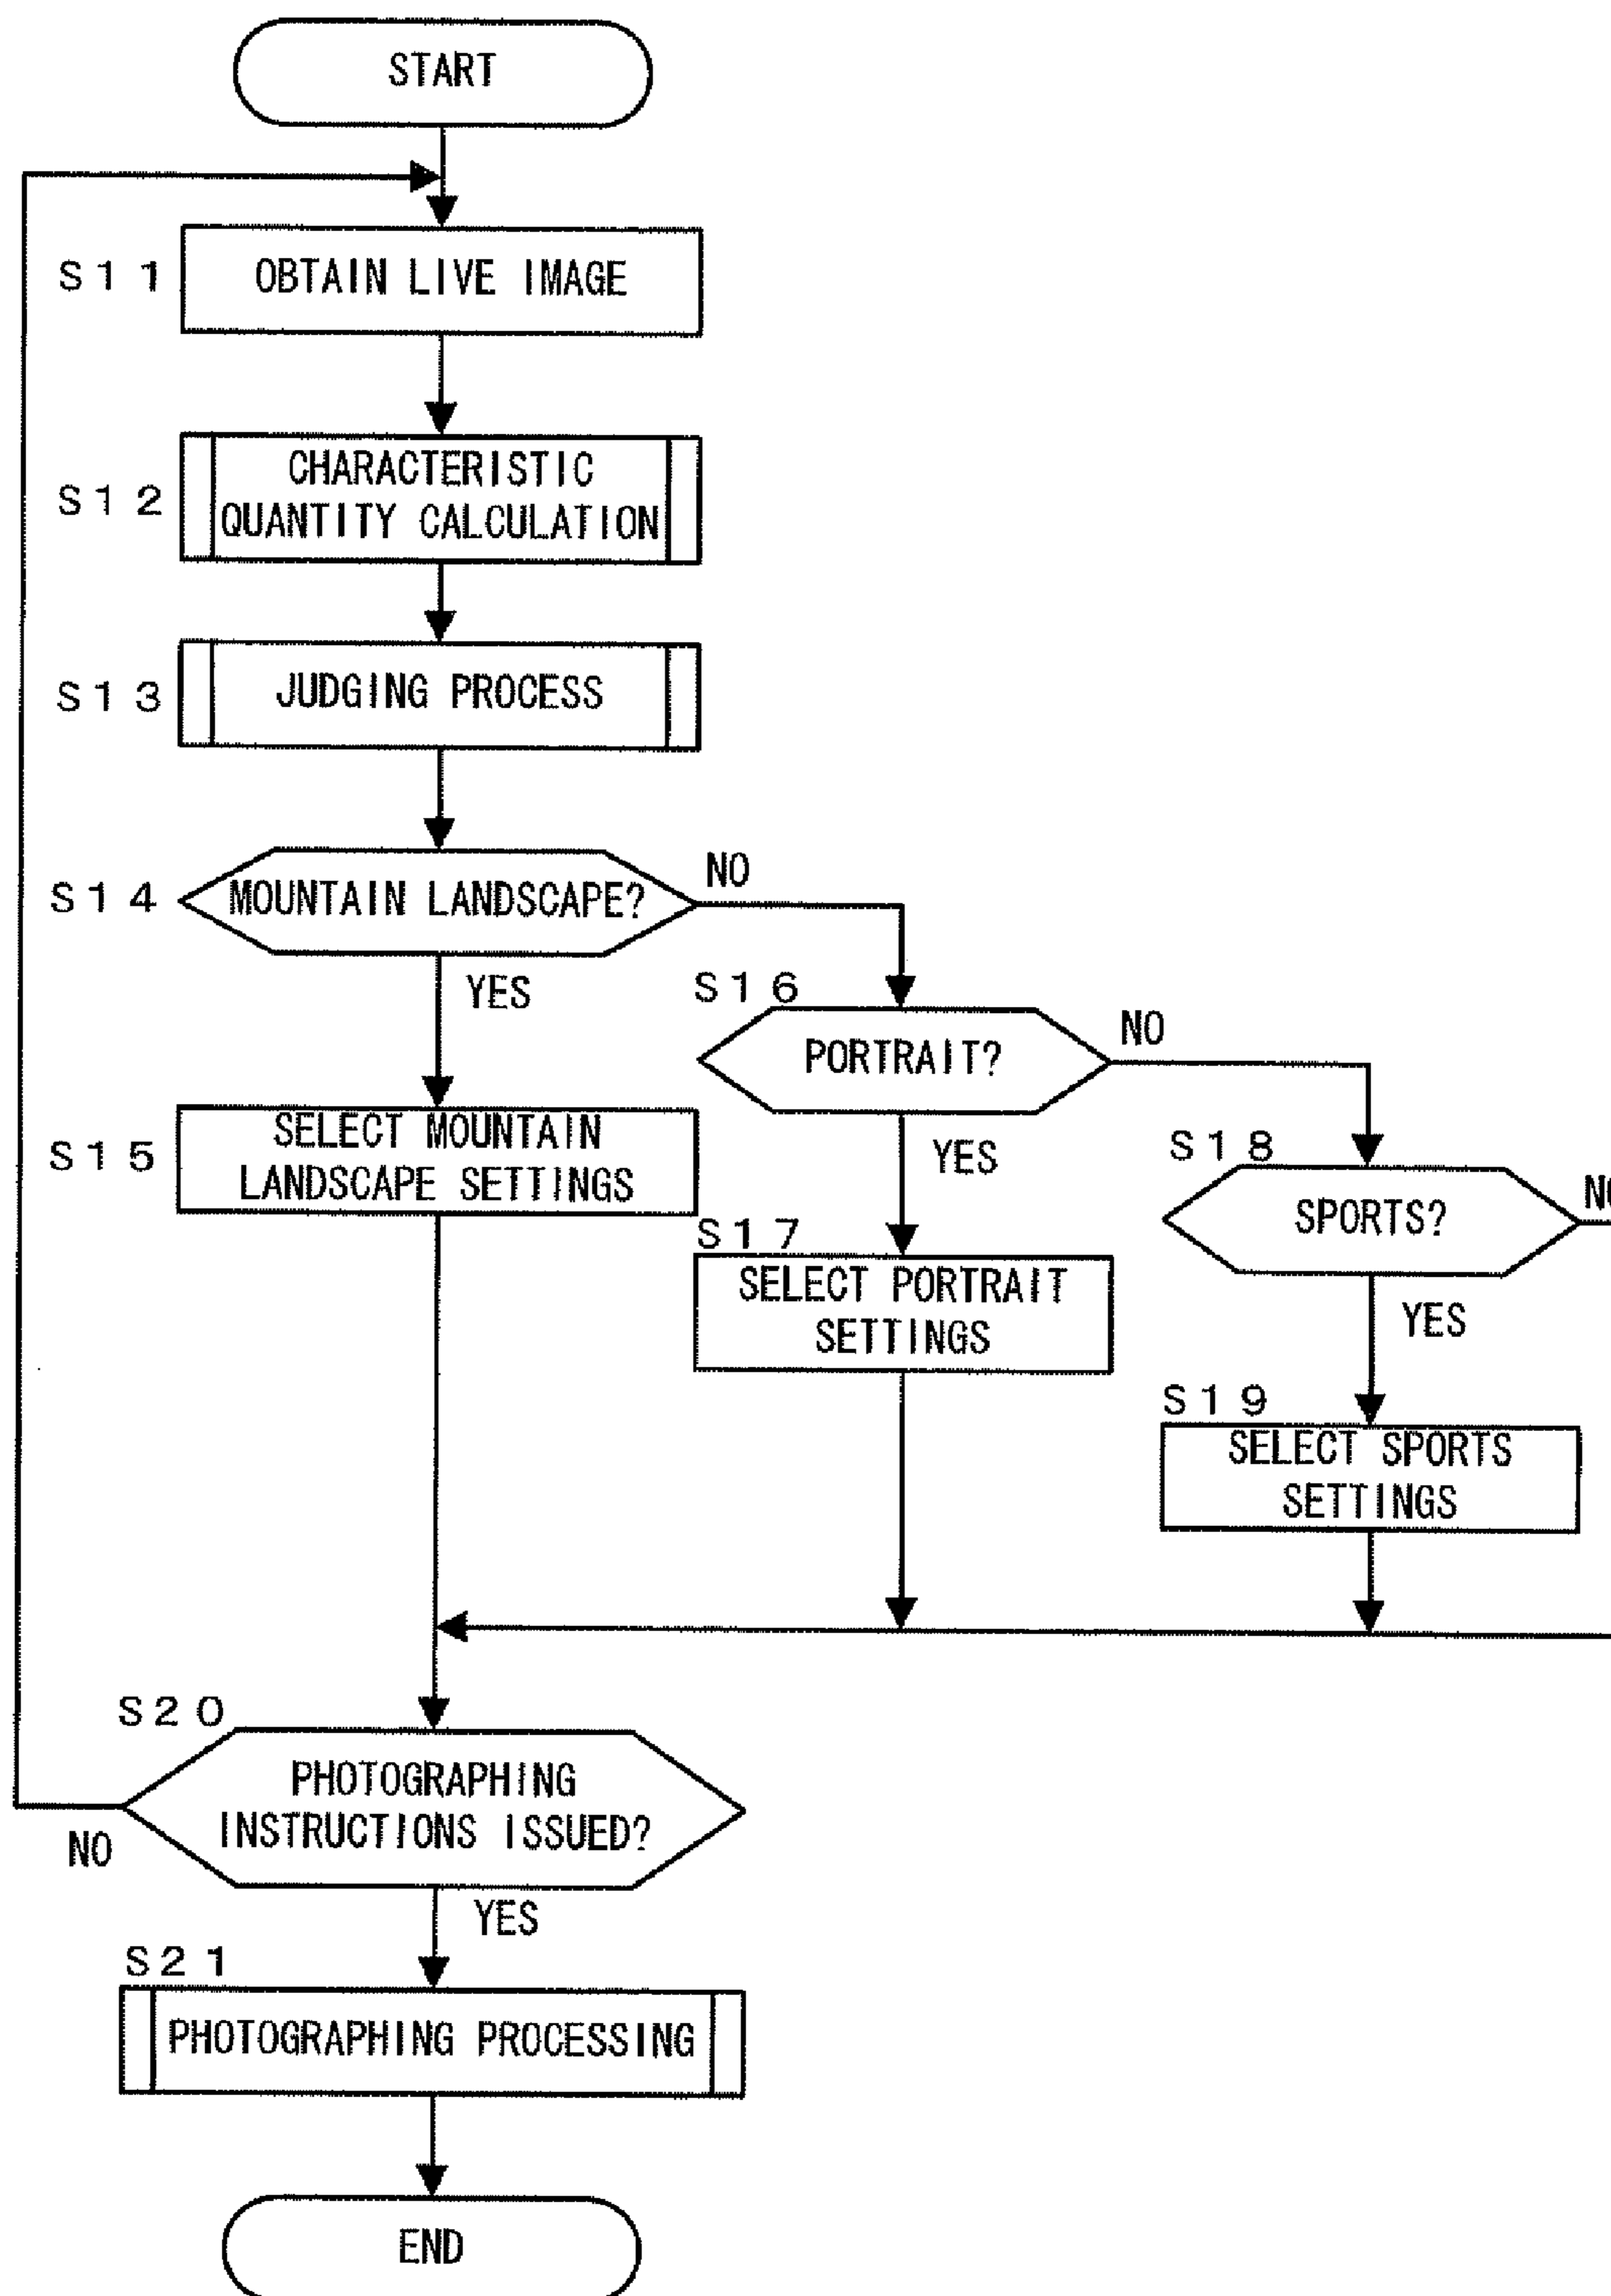 START
S11
OBTAIN LIVE IMAGE
S12
CHARACTERISTIC
QUANTITY CALCULATION
S13
JUDGING PROCESS
S14
MOUNTAIN LANDSCAPE?
NO
YES
S16
PORTRAIT?
NO
YES
S15
SELECT MOUNTAIN
LANDSCAPE SETTINGS
S18
SPORTS?
YES
S17
SELECT PORTRAIT
SETTINGS
S19
SELECT SPORTS
SETTINGS
S20
PHOTOGRAPHING
INSTRUCTIONS ISSUED?
NO
YES
S21
PHOTOGRAPHING PROCESSING
END